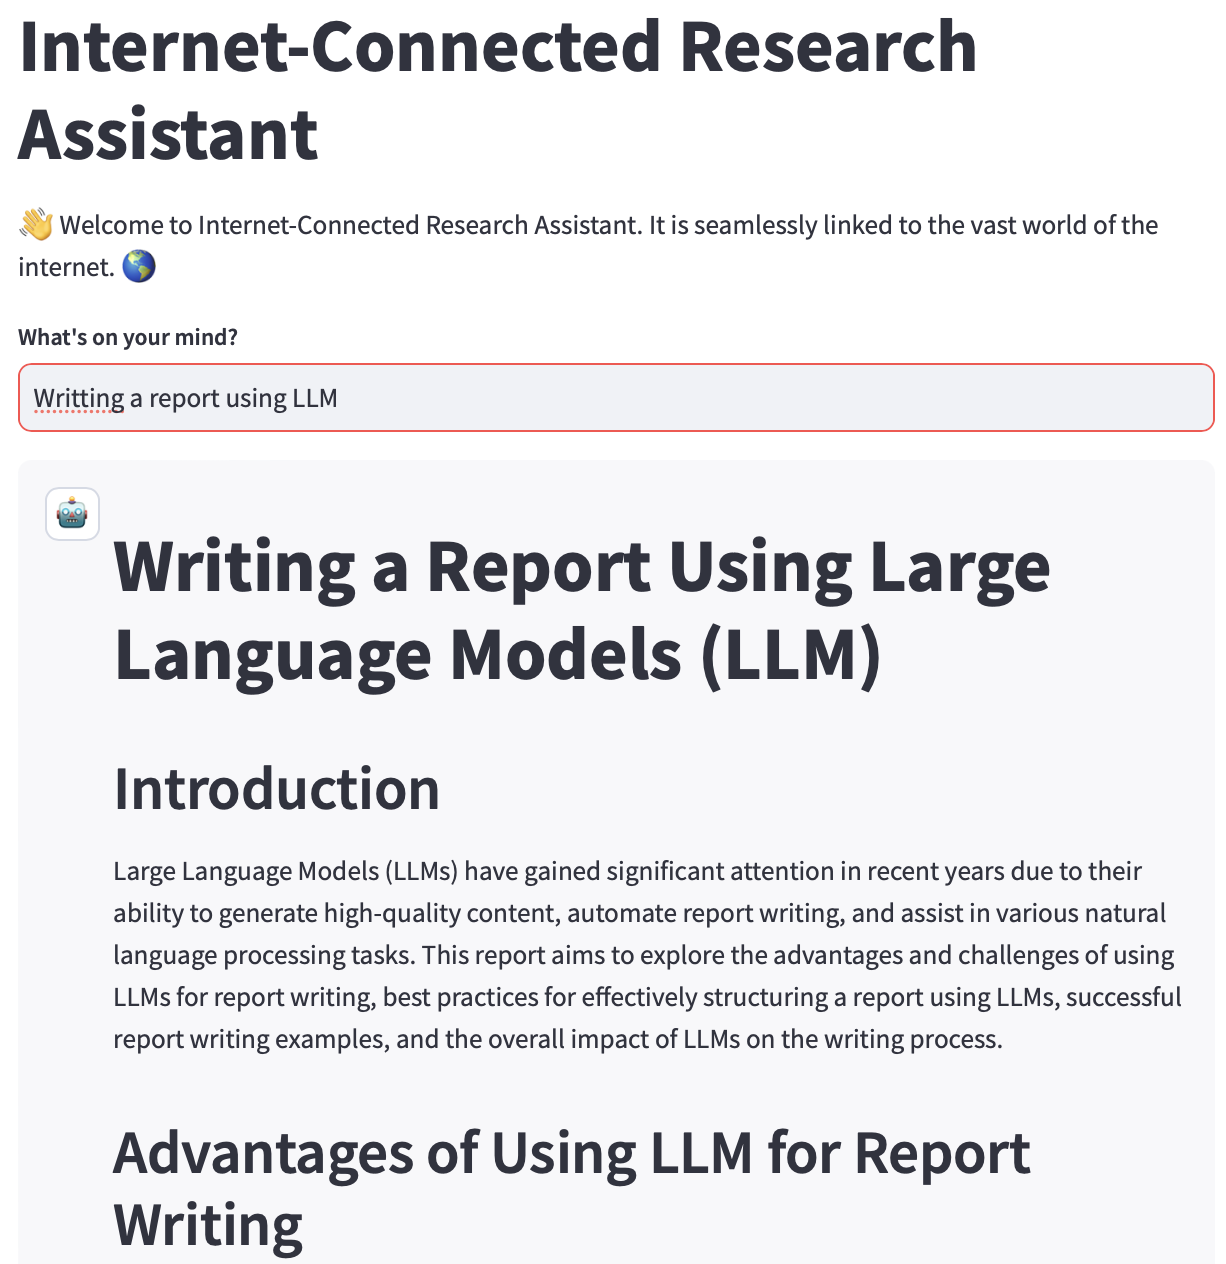 Internet-Connected Research
Assistant
👋 Welcome to Internet-Connected Research Assistant. It is seamlessly linked to the vast world of the
internet. 🌎
What's on your mind?
Writting a report using LLM
Writing a Report Using Large
Language Models (LLM)
Introduction
Large Language Models (LLMs) have gained significant attention in recent years due to their
ability to generate high-quality content, automate report writing, and assist in various natural
language processing tasks. This report aims to explore the advantages and challenges of using
LLMs for report writing, best practices for effectively structuring a report using LLMs, successful
report writing examples, and the overall impact of LLMs on the writing process.
Advantages of Using LLM for Report
Writing